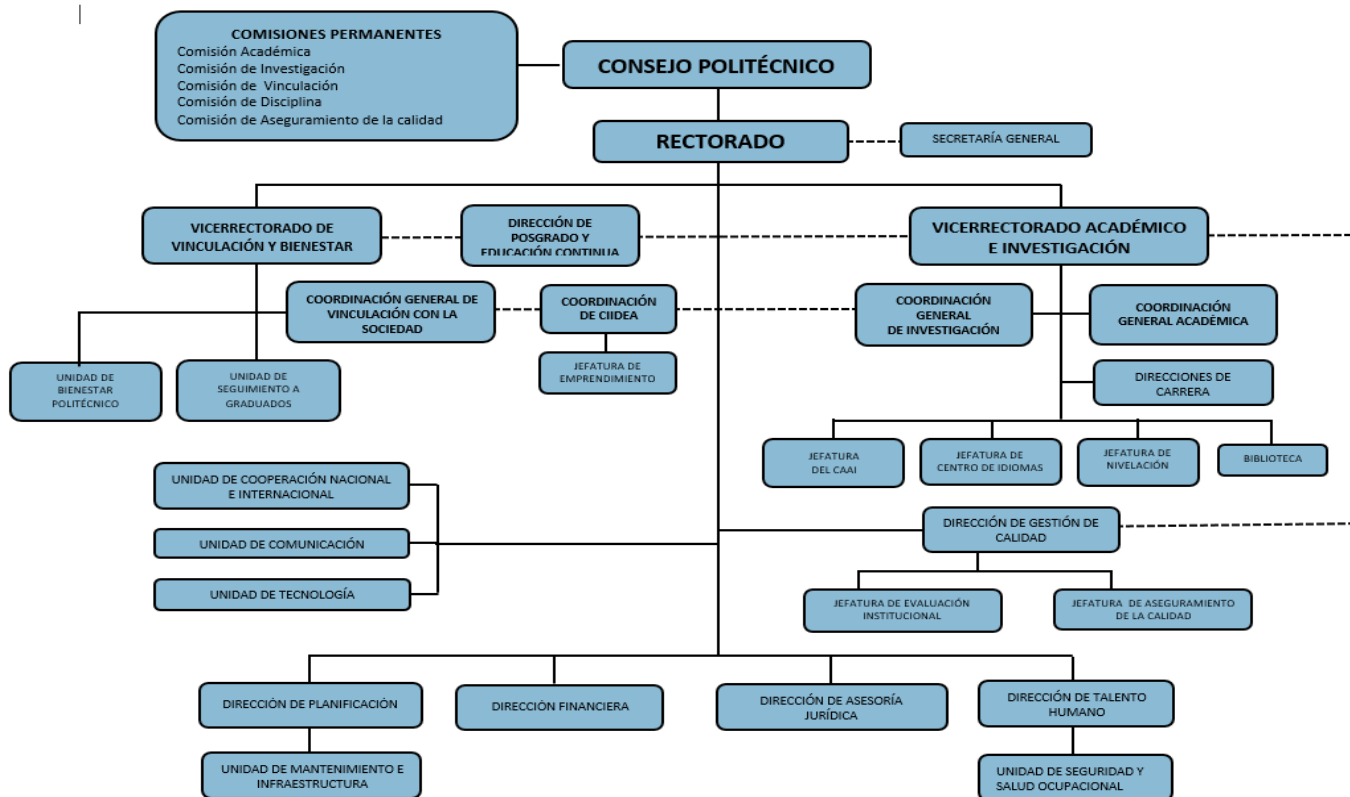 COMISIONES PERMANENTES
Comisión Académica
Comisión de Investigación
Comisión de Vinculación
Comisión de Disciplina
Comisión de Aseguramiento de la calidad
CONSEJO POLITÉCNICO
RECTORADO
SECRETARÍA GENERAL
VICERRECTORADO DE
VINCULACIÓN Y BIENESTAR
DIRECCIÓN DE
POSGRADO Y
EDUCACIÓN CONTINUA
VICERRECTORADO ACADÉMICO
E INVESTIGACIÓN
COORDINACIÓN GENERAL DE
VINCULACIÓN CON LA
SOCIEDAD
COORDINACIÓN
DE CIIDEA
COORDINACIÓN
GENERAL
DE INVESTIGACIÓN
COORDINACIÓN
GENERAL ACADÉMICA
UNIDAD DE
BIENESTAR
POLITÉCNICO
UNIDAD DE
SEGUIMIENTO A
GRADUADOS
JEFATURA DE
EMPRENDIMIENTO
DIRECCIONES DE
CARRERA
JEFATURA
DEL CAAI
JEFATURA DE
CENTRO DE IDIOMAS
JEFATURA DE
NIVELACIÓN
BIBLIOTECA
UNIDAD DE COOPERACIÓN NACIONAL
E INTERNACIONAL
UNIDAD DE COMUNICACIÓN
UNIDAD DE TECNOLOGÍA
DIRECCIÓN DE GESTIÓN DE
CALIDAD
JEFATURA DE EVALUACIÓN
INSTITUCIONAL
JEFATURA DE ASEGURAMIENTO
DE LA CALIDAD
DIRECCIÓN DE PLANIFICACIÓN
DIRECCIÓN FINANCIERA
DIRECCIÓN DE ASESORÍA
JURÍDICA
DIRECCIÓN DE TALENTO
HUMANO
UNIDAD DE MANTENIMIENTO E
INFRAESTRUCTURA
UNIDAD DE SEGURIDAD Y
SALUD OCUPACIONAL